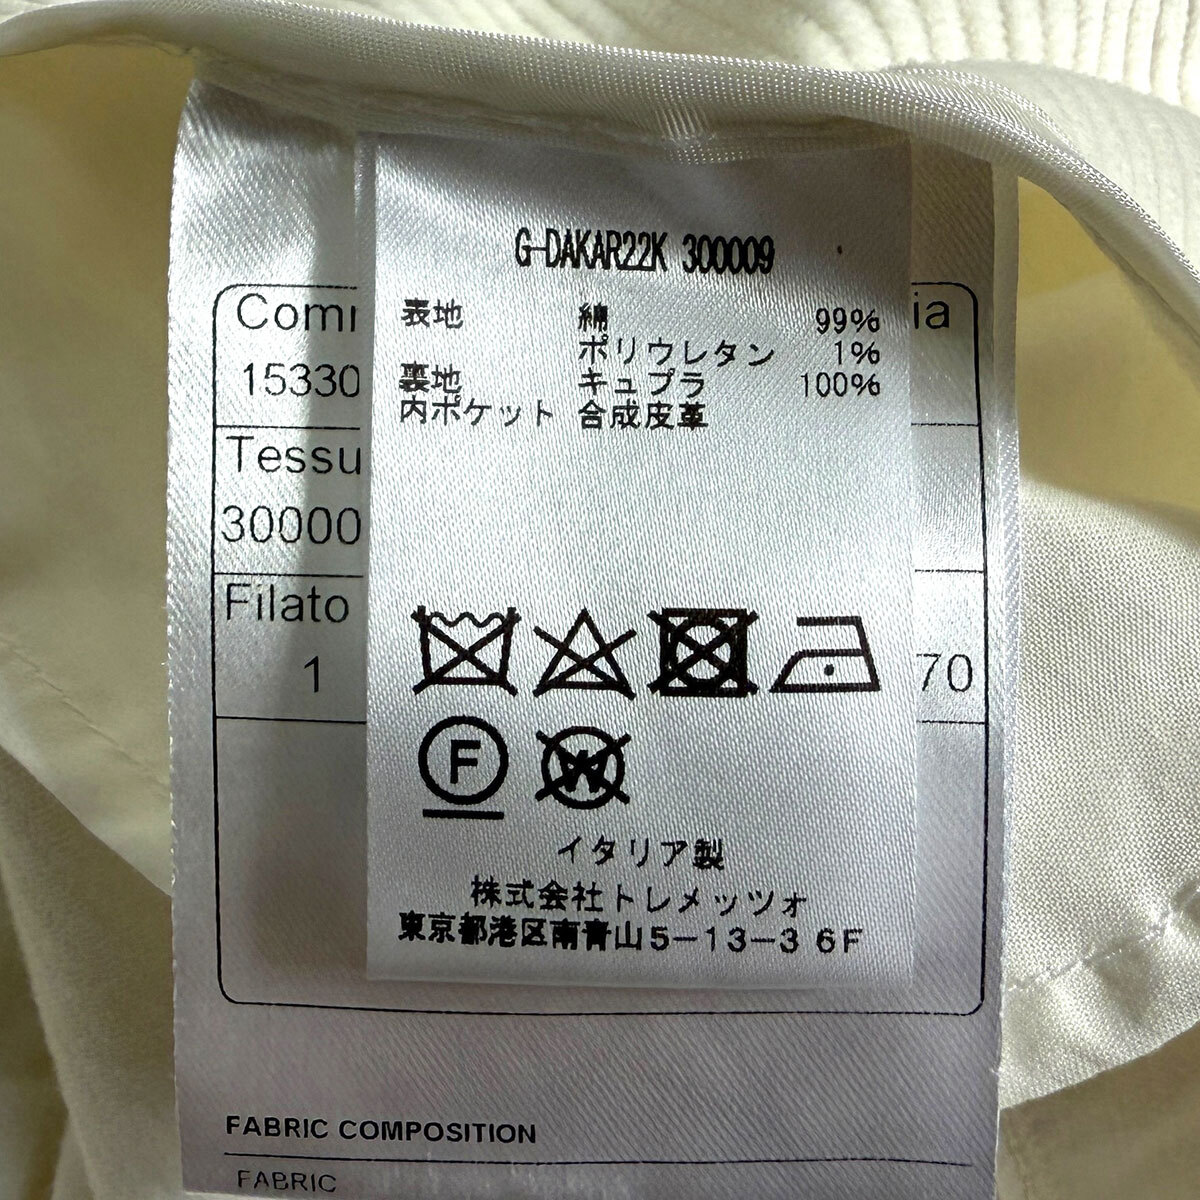 G-DAKAR22K 300009
表地 綿 99%
ポリウレタン 1%
裏地 キュプラ 100%
内ポケット 合成皮革
F
W
イタリア製
株式会社トレメッツォ
東京都港区南青山5-13-3 6F
15330
30000
Filato
1
70
FABRIC COMPOSITION
FABRIC